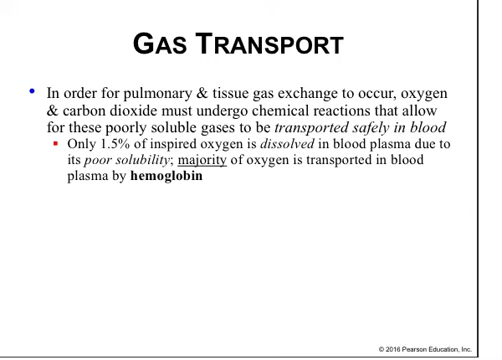 GAS TRANSPORT
• In order for pulmonary & tissue gas exchange to occur, oxygen
& carbon dioxide must undergo chemical reactions that allow
for these poorly soluble gases to be transported safely in blood
▪ Only 1.5% of inspired oxygen is dissolved in blood plasma due to
its poor solubility; majority of oxygen is transported in blood
plasma by hemoglobin
© 2016 Pearson Education, Inc.